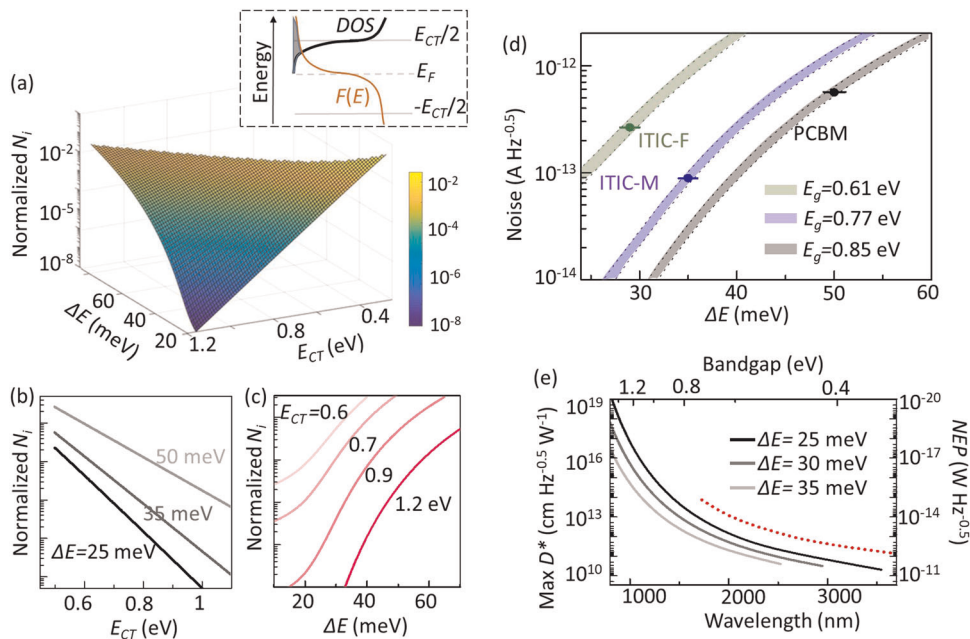 (a)
Energy
DOS
E_CT/2
E_F
F(E)
-E_CT/2
Normalized N_i
10^-2
10^-5
10^-8
ΔE (meV)
60
40
20
1.2
0.8
0.4
E_CT (eV)
10^-2
10^-4
10^-6
10^-8
(b)
Normalized N_i
50 meV
35 meV
ΔE=25 meV
0.6
0.8
1
E_CT (eV)
(c)
Normalized N_i
E_CT=0.6
0.7
0.9
1.2 eV
20
40
60
ΔE (meV)
(d)
Noise (A Hz^-0.5)
10^-12
10^-13
10^-14
ITIC-F
ITIC-M
PCBM
E_g=0.61 eV
E_g=0.77 eV
E_g=0.85 eV
30
40
50
60
ΔE (meV)
(e)
Bandgap (eV)
1.2
0.8
0.4
Max D* (cm Hz^-0.5 W^-1)
10^19
10^16
10^13
10^10
ΔE= 25 meV
ΔE= 30 meV
ΔE= 35 meV
10^-20
10^-17
10^-14
10^-11
NEP (W Hz^-0.5)
1000
2000
3000
Wavelength (nm)